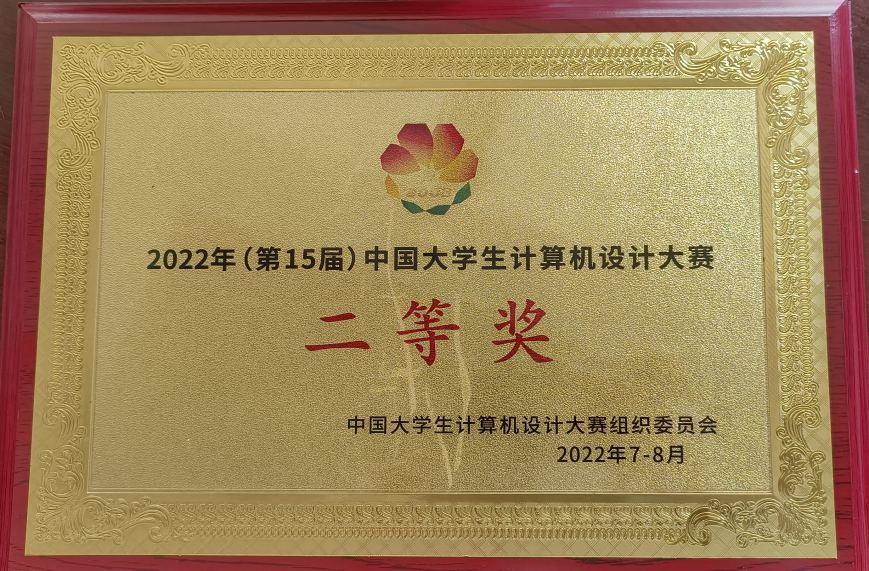 2022年（第15届）中国大学生计算机设计大赛
二等奖
中国大学生计算机设计大赛组织委员会
2022年7-8月